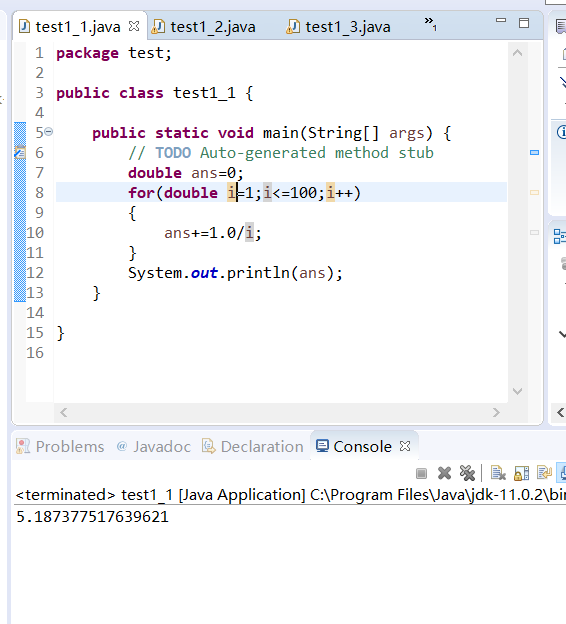 test1_1.java test1_2.java test1_3.java »1
1 package test;
2
3 public class test1_1 {
4
5 public static void main(String[] args) {
6 // TODO Auto-generated method stub
7 double ans=0;
8 for(double i=1;i<=100;i++)
9 {
10 ans+=1.0/i;
11 }
12 System.out.println(ans);
13 }
14
15 }
16
Problems @ Javadoc Declaration Console
<terminated> test1_1 [Java Application] C:\Program Files\Java\jdk-11.0.2\bin
5.187377517639621